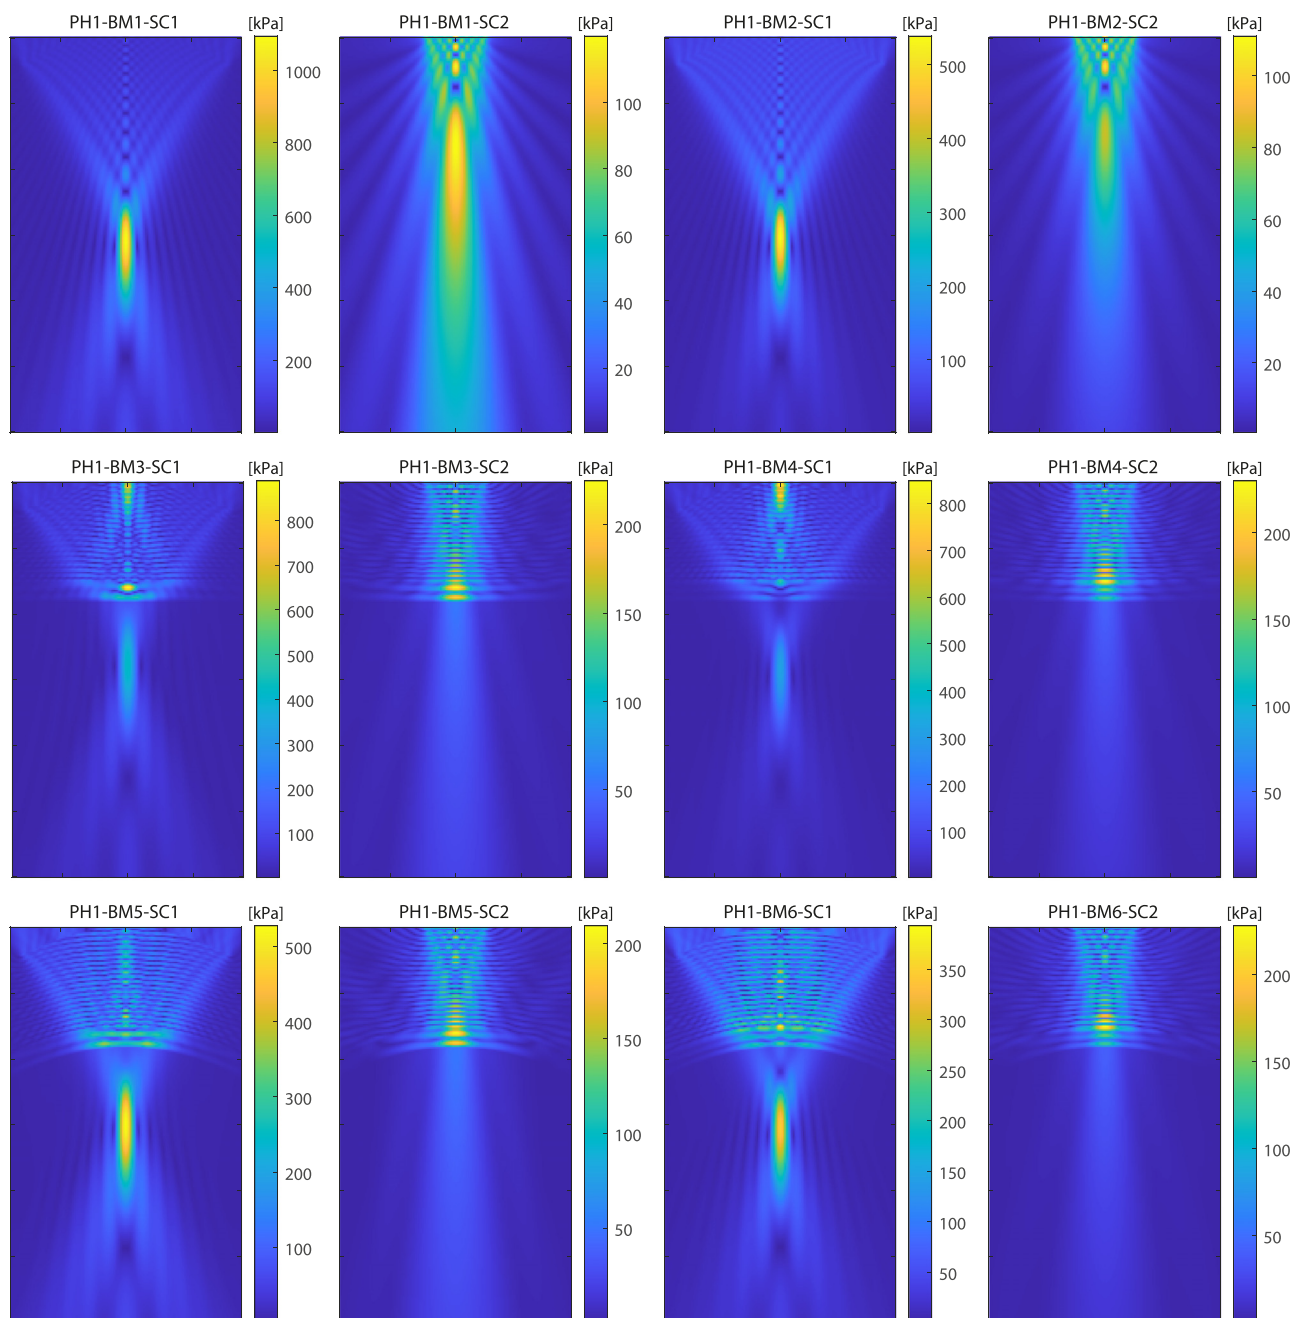 PH1-BM1-SC1 [kPa] PH1-BM1-SC2 [kPa] PH1-BM2-SC1 [kPa] PH1-BM2-SC2 [kPa]
1000 800 600 400 200
100 80 60 40 20
500 400 300 200 100
100 80 60 40 20
PH1-BM3-SC1 [kPa] PH1-BM3-SC2 [kPa] PH1-BM4-SC1 [kPa] PH1-BM4-SC2 [kPa]
800 700 600 500 400 300 200 100
200 150 100 50
800 700 600 500 400 300 200 100
200 150 100 50
PH1-BM5-SC1 [kPa] PH1-BM5-SC2 [kPa] PH1-BM6-SC1 [kPa] PH1-BM6-SC2 [kPa]
500 400 300 200 100
200 150 100 50
350 300 250 200 150 100 50
200 150 100 50